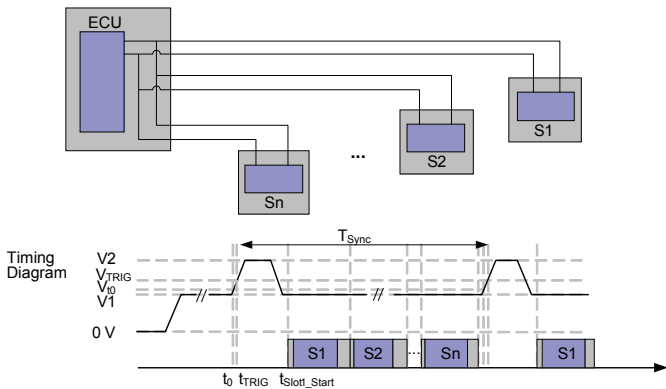 ECU
S1
...
S2
Sn
TSync
Timing
Diagram
V2
VTRIG
Vt0
V1
0 V
//
//
S1
S2
...
Sn
S1
t0
tTRIG
tSlot1_Start